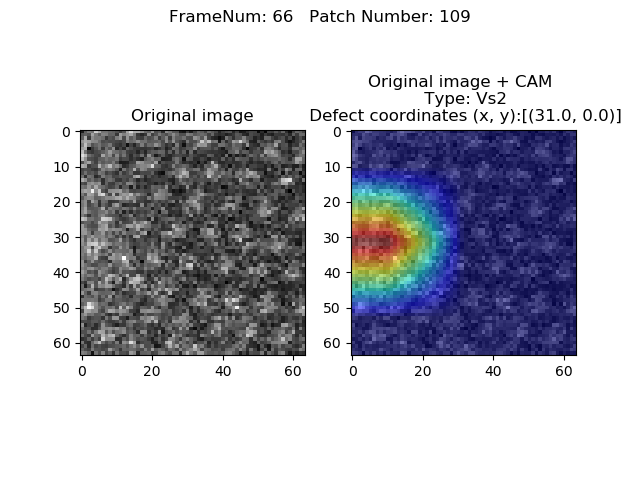 FrameNum: 66   Patch Number: 109
Original image
Original image + CAM
Type: Vs2
Defect coordinates (x, y):[(31.0, 0.0)]
0
10
20
30
40
50
60
0 20 40 60
0
10
20
30
40
50
60
0 20 40 60